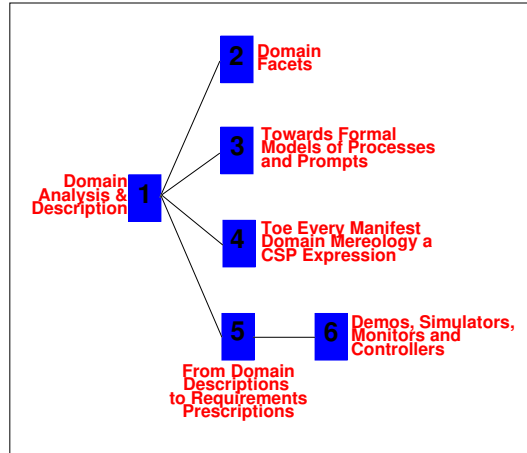 2
Domain
Facets
3
Towards Formal
Models of Processes
and Prompts
Domain
Analysis &
Description
1
4
Toe Every Manifest
Domain Mereology a
CSP Expression
5
From Domain
Descriptions
to Requirements
Prescriptions
6
Demos, Simulators,
Monitors and
Controllers